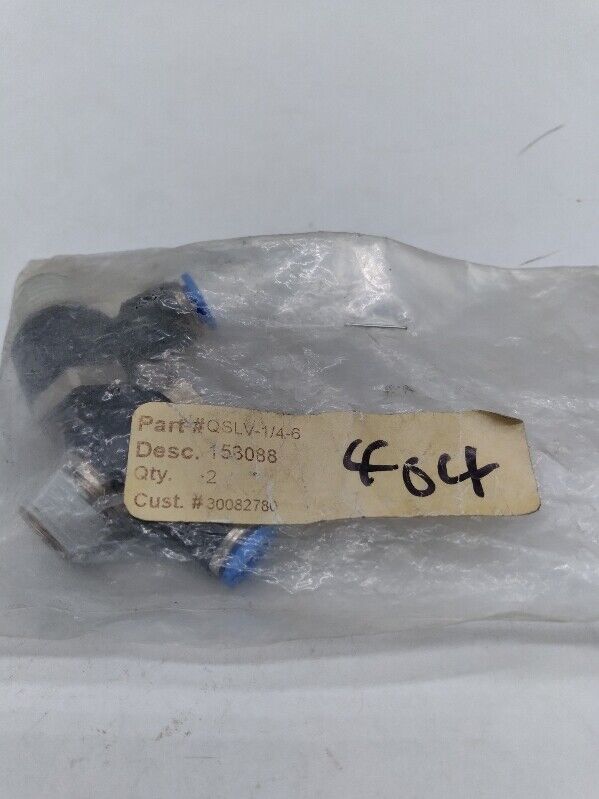 Part # QSLV-1/4-6
Desc. 153088
Qty. -2
Cust. # 30082780
404